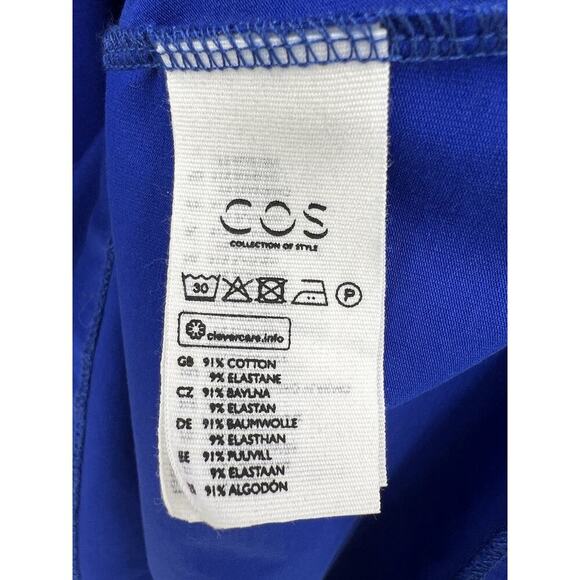 COS
COLLECTION OF STYLE
30
P
clevercare.info
GB 91% COTTON
9% ELASTANE
CZ 91% BAVLNA
9% ELASTAN
DE 91% BAUMWOLLE
9% ELASTHAN
EE 91% PUUVILL
9% ELASTAAN
91% ALGODÓN